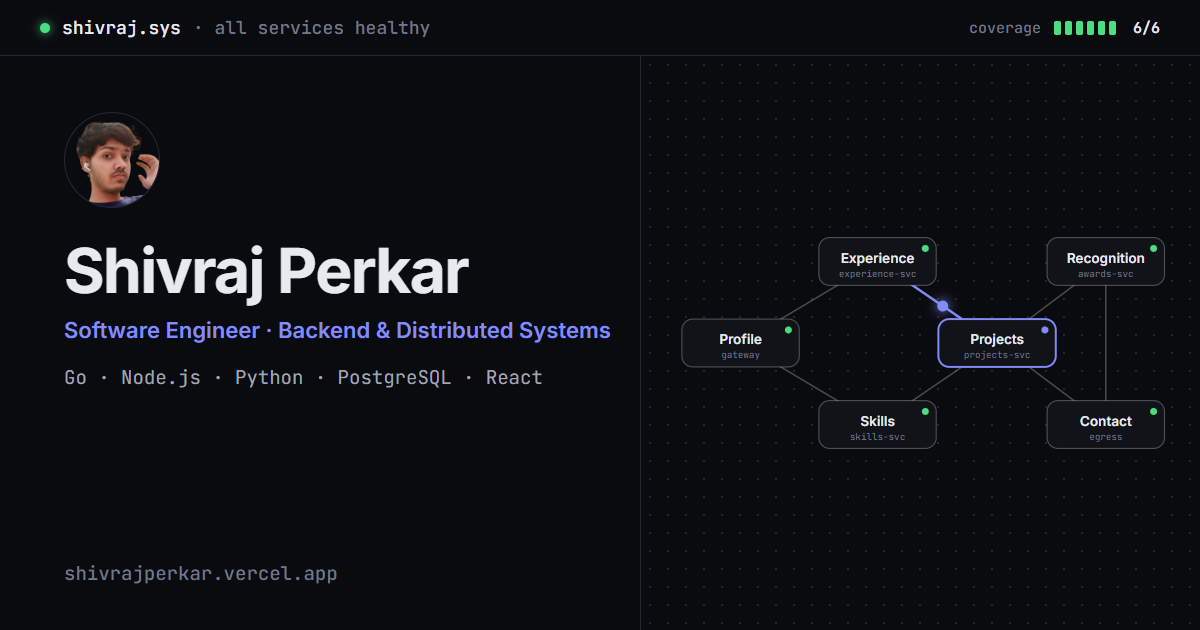 shivraj.sys · all services healthy
coverage 6/6
Shivraj Perkar
Software Engineer · Backend & Distributed Systems
Go · Node.js · Python · PostgreSQL · React
shivrajperkar.vercel.app
Experience
experience-svc
Recognition
awards-svc
Profile
gateway
Projects
projects-svc
Skills
skills-svc
Contact
egress